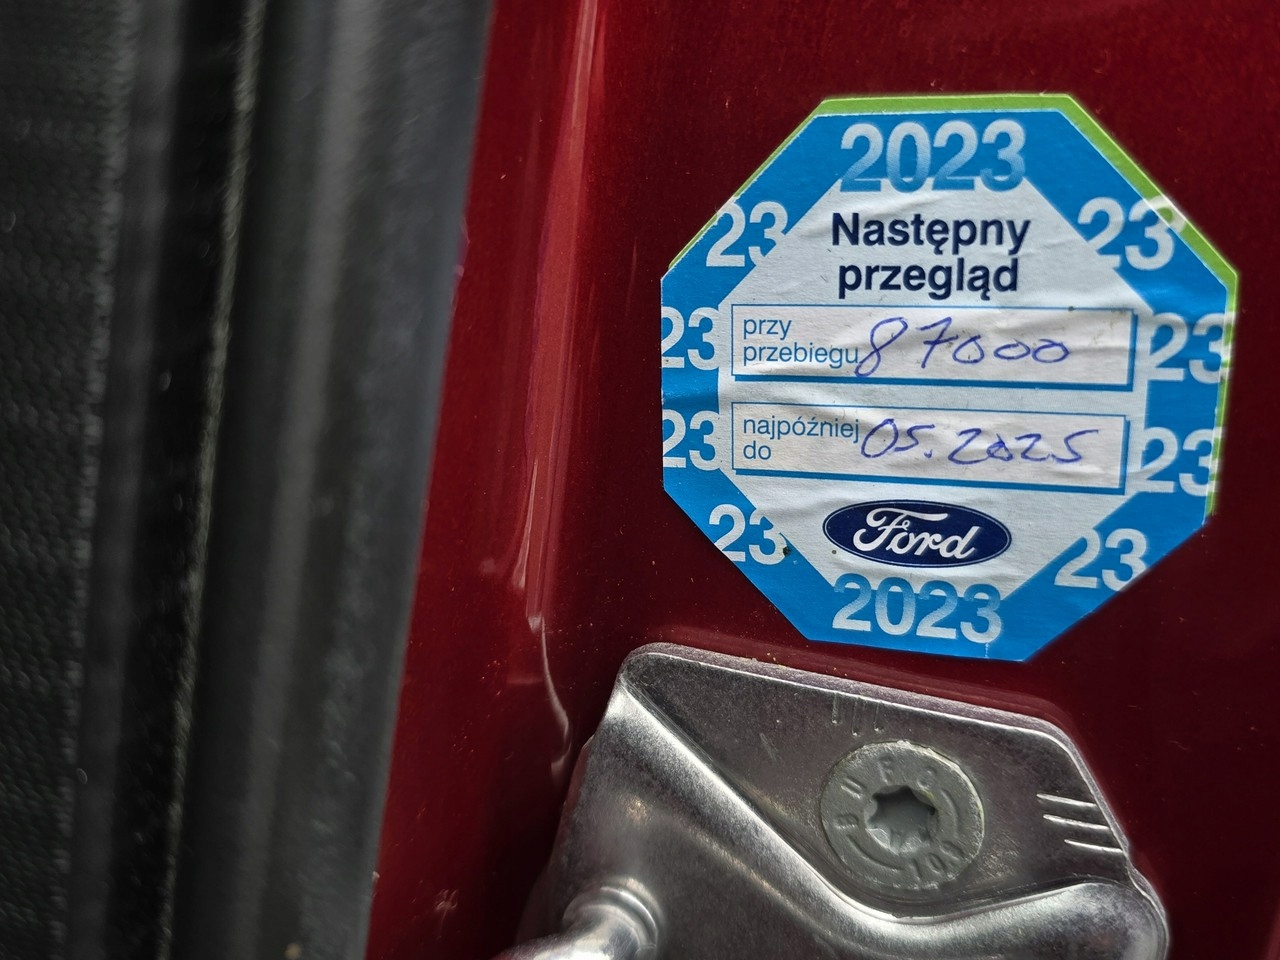 2023
23 23
Następny
przegląd
przy
przebiegu 87000
23 23
najpóźniej
do 05.2025
23 23
Ford
23 23
2023